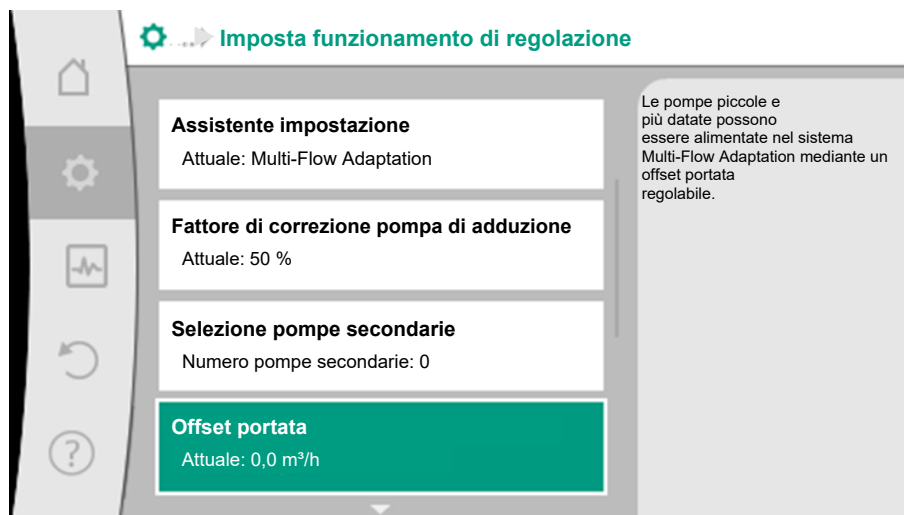 Imposta funzionamento di regolazione
Assistente impostazione
Attuale: Multi-Flow Adaptation
Fattore di correzione pompa di adduzione
Attuale: 50 %
Selezione pompe secondarie
Numero pompe secondarie: 0
Offset portata
Attuale: 0,0 m³/h
Le pompe piccole e
più datate possono
essere alimentate nel sistema
Multi-Flow Adaptation mediante un
offset portata
regolabile.